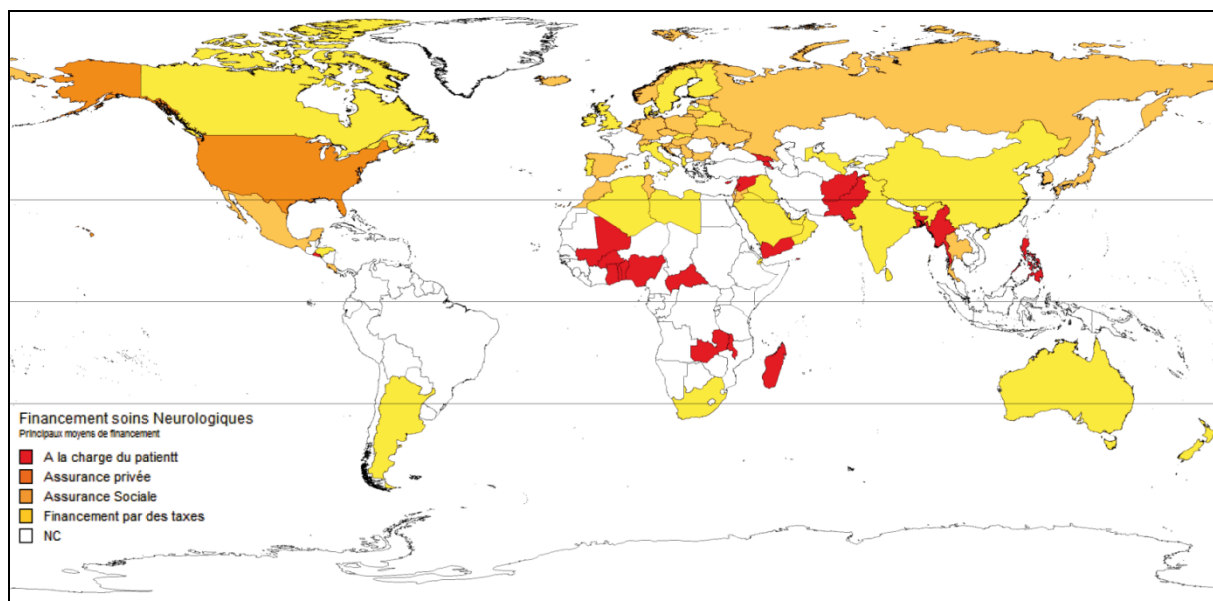 Financement soins Neurologiques
Principaux moyens de financement
A la charge du patientt
Assurance privée
Assurance Sociale
Financement par des taxes
NC